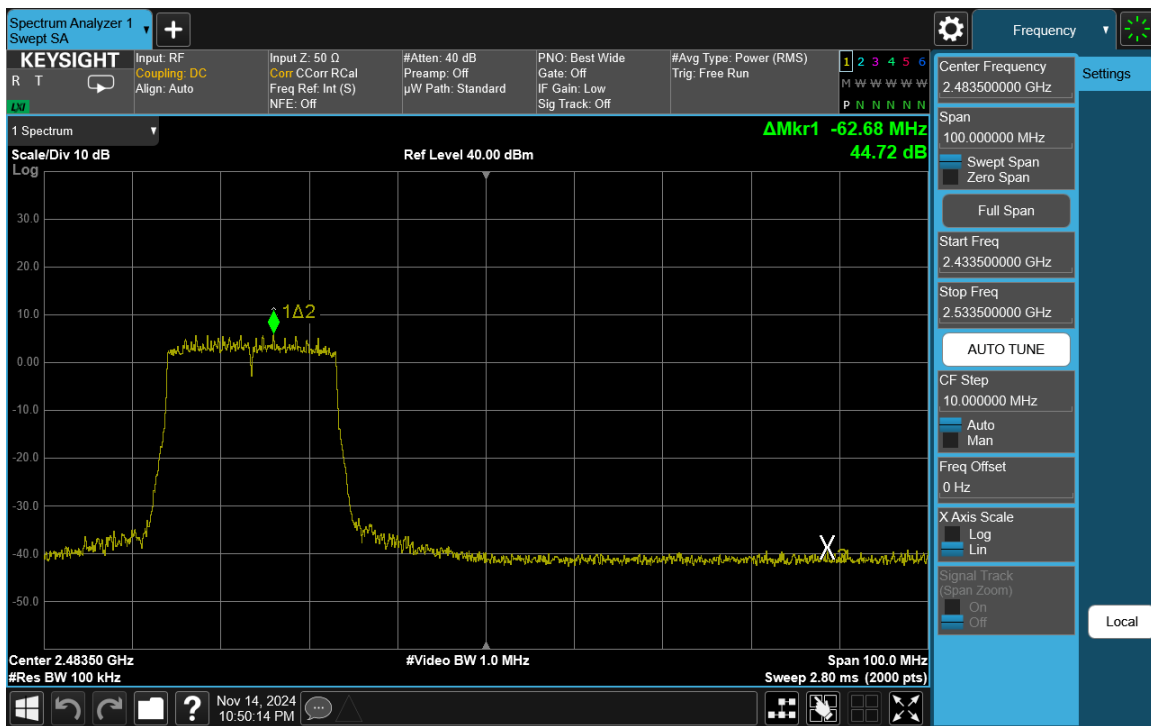 Spectrum Analyzer 1
Swept SA
Frequency
KEYSIGHT
R T
LXI
Input: RF
Coupling: DC
Align: Auto
Input Z: 50 Ω
Corr CCorr RCal
Freq Ref: Int (S)
NFE: Off
#Atten: 40 dB
Preamp: Off
µW Path: Standard
PNO: Best Wide
Gate: Off
IF Gain: Low
Sig Track: Off
#Avg Type: Power (RMS)
Trig: Free Run
1 2 3 4 5 6
M W W W W W
P N N N N N
1 Spectrum
ΔMkr1 -62.68 MHz
44.72 dB
Scale/Div 10 dB
Ref Level 40.00 dBm
Log
30.0
20.0
10.0
0.00
-10.0
-20.0
-30.0
-40.0
-50.0
1Δ2
X
2
Center 2.48350 GHz
#Res BW 100 kHz
#Video BW 1.0 MHz
Span 100.0 MHz
Sweep 2.80 ms (2000 pts)
Center Frequency
2.483500000 GHz
Settings
Span
100.000000 MHz
Swept Span
Zero Span
Full Span
Start Freq
2.433500000 GHz
Stop Freq
2.533500000 GHz
AUTO TUNE
CF Step
10.000000 MHz
Auto
Man
Freq Offset
0 Hz
X Axis Scale
Log
Lin
Signal Track
(Span Zoom)
On
Off
Local
?
Nov 14, 2024
10:50:14 PM